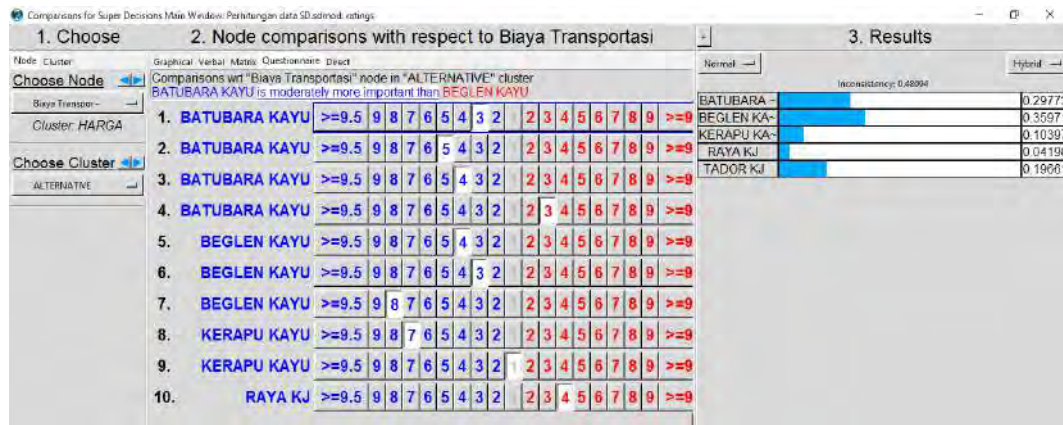 Comparisons for Super Decisions Main Window: Perhitungan data SD.sdmod: ratings
1. Choose
Node Cluster
Choose Node
Biaya Transpor~
Cluster: HARGA
Choose Cluster
ALTERNATIVE
2. Node comparisons with respect to Biaya Transportasi
Graphical Verbal Matrix Questionnaire Direct
Comparisons wrt "Biaya Transportasi" node in "ALTERNATIVE" cluster
BATUBARA KAYU is moderately more important than BEGLEN KAYU
1. BATUBARA KAYU >=9.5 9 8 7 6 5 4 3 2 2 3 4 5 6 7 8 9 >=9
2. BATUBARA KAYU >=9.5 9 8 7 6 5 4 3 2 2 3 4 5 6 7 8 9 >=9
3. BATUBARA KAYU >=9.5 9 8 7 6 5 4 3 2 2 3 4 5 6 7 8 9 >=9
4. BATUBARA KAYU >=9.5 9 8 7 6 5 4 3 2 2 3 4 5 6 7 8 9 >=9
5. BEGLEN KAYU >=9.5 9 8 7 6 5 4 3 2 2 3 4 5 6 7 8 9 >=9
6. BEGLEN KAYU >=9.5 9 8 7 6 5 4 3 2 2 3 4 5 6 7 8 9 >=9
7. BEGLEN KAYU >=9.5 9 8 7 6 5 4 3 2 2 3 4 5 6 7 8 9 >=9
8. KERAPU KAYU >=9.5 9 8 7 6 5 4 3 2 2 3 4 5 6 7 8 9 >=9
9. KERAPU KAYU >=9.5 9 8 7 6 5 4 3 2 1 2 3 4 5 6 7 8 9 >=9
10. RAYA KJ >=9.5 9 8 7 6 5 4 3 2 2 3 4 5 6 7 8 9 >=9
3. Results
Normal Hybrid
Inconsistency: 0.48094
BATUBARA ~ 0.2977
BEGLEN KA~ 0.3597
KERAPU KA~ 0.1039
RAYA KJ 0.0419
TADOR KJ 0.1966